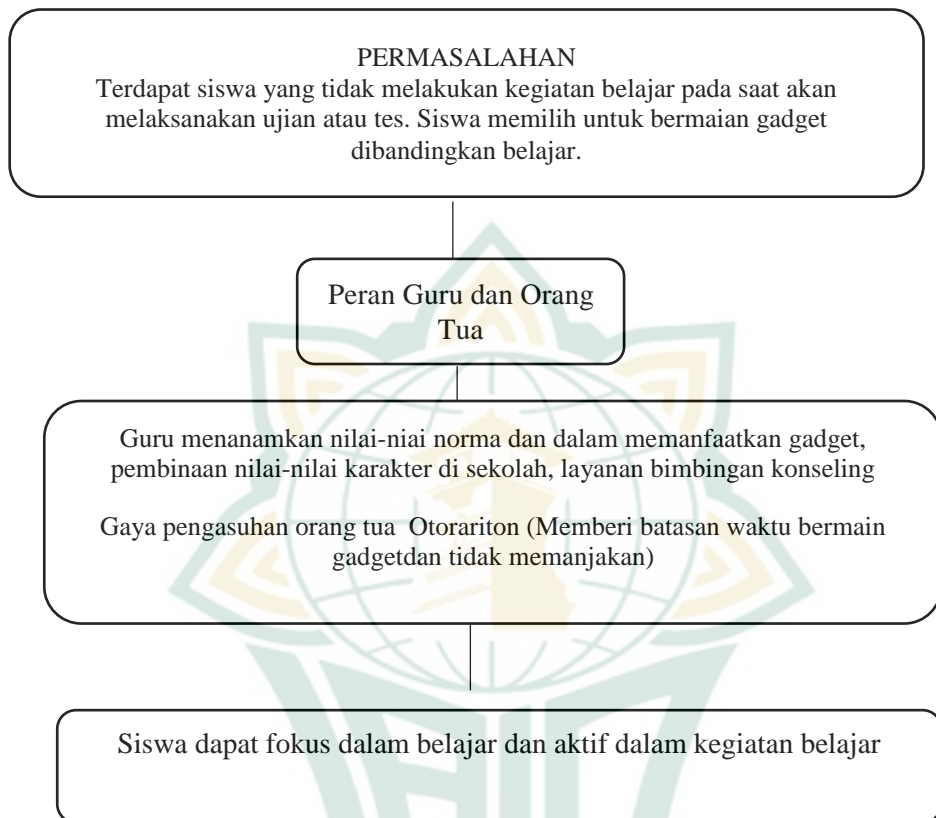 PERMASALAHAN
Terdapat siswa yang tidak melakukan kegiatan belajar pada saat akan
melaksanakan ujian atau tes. Siswa memilih untuk bermaian gadget
dibandingkan belajar.
Peran Guru dan Orang
Tua
Guru menanamkan nilai-niai norma dan dalam memanfaatkan gadget,
pembinaan nilai-nilai karakter di sekolah, layanan bimbingan konseling
Gaya pengasuhan orang tua Otorariton (Memberi batasan waktu bermain
gadgetdan tidak memanjakan)
Siswa dapat fokus dalam belajar dan aktif dalam kegiatan belajar